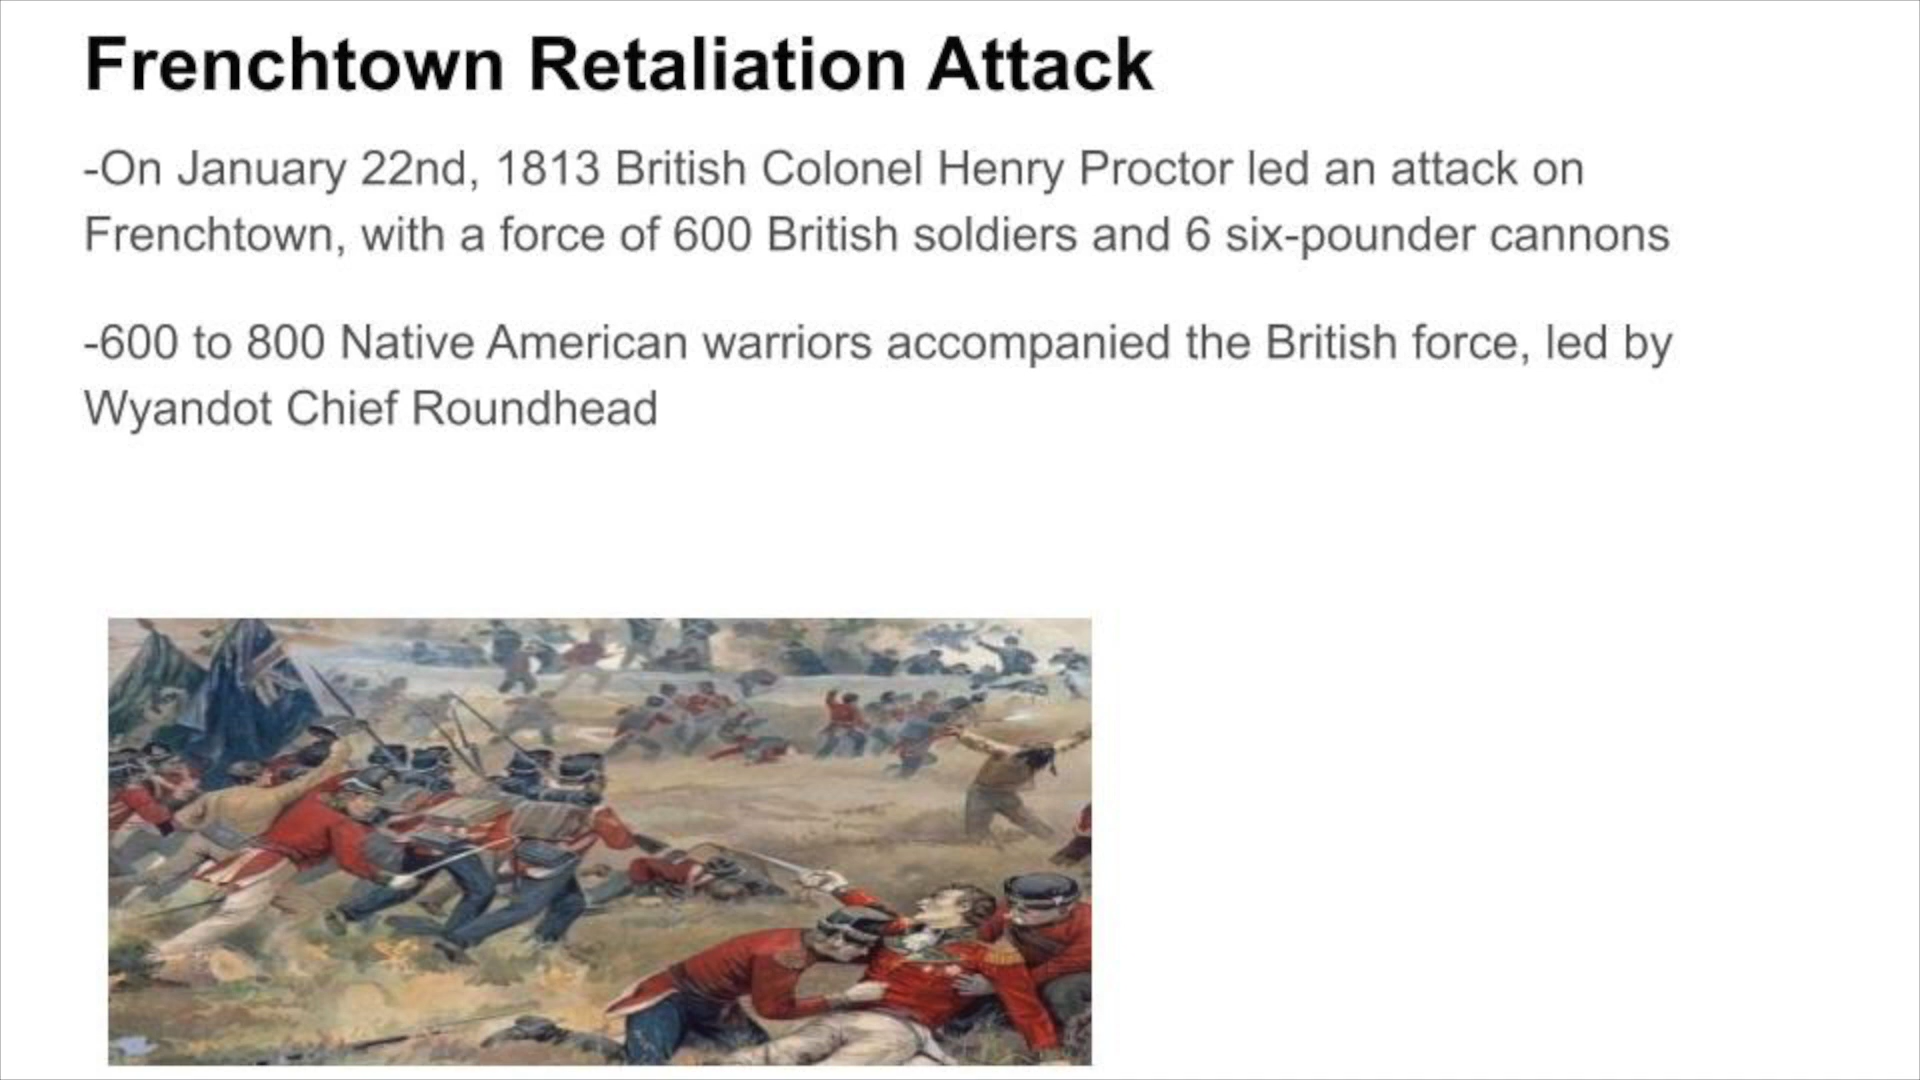 Frenchtown Retaliation Attack
-On January 22nd, 1813 British Colonel Henry Proctor led an attack on
Frenchtown, with a force of 600 British soldiers and 6 six-pounder cannons
-600 to 800 Native American warriors accompanied the British force, led by
Wyandot Chief Roundhead